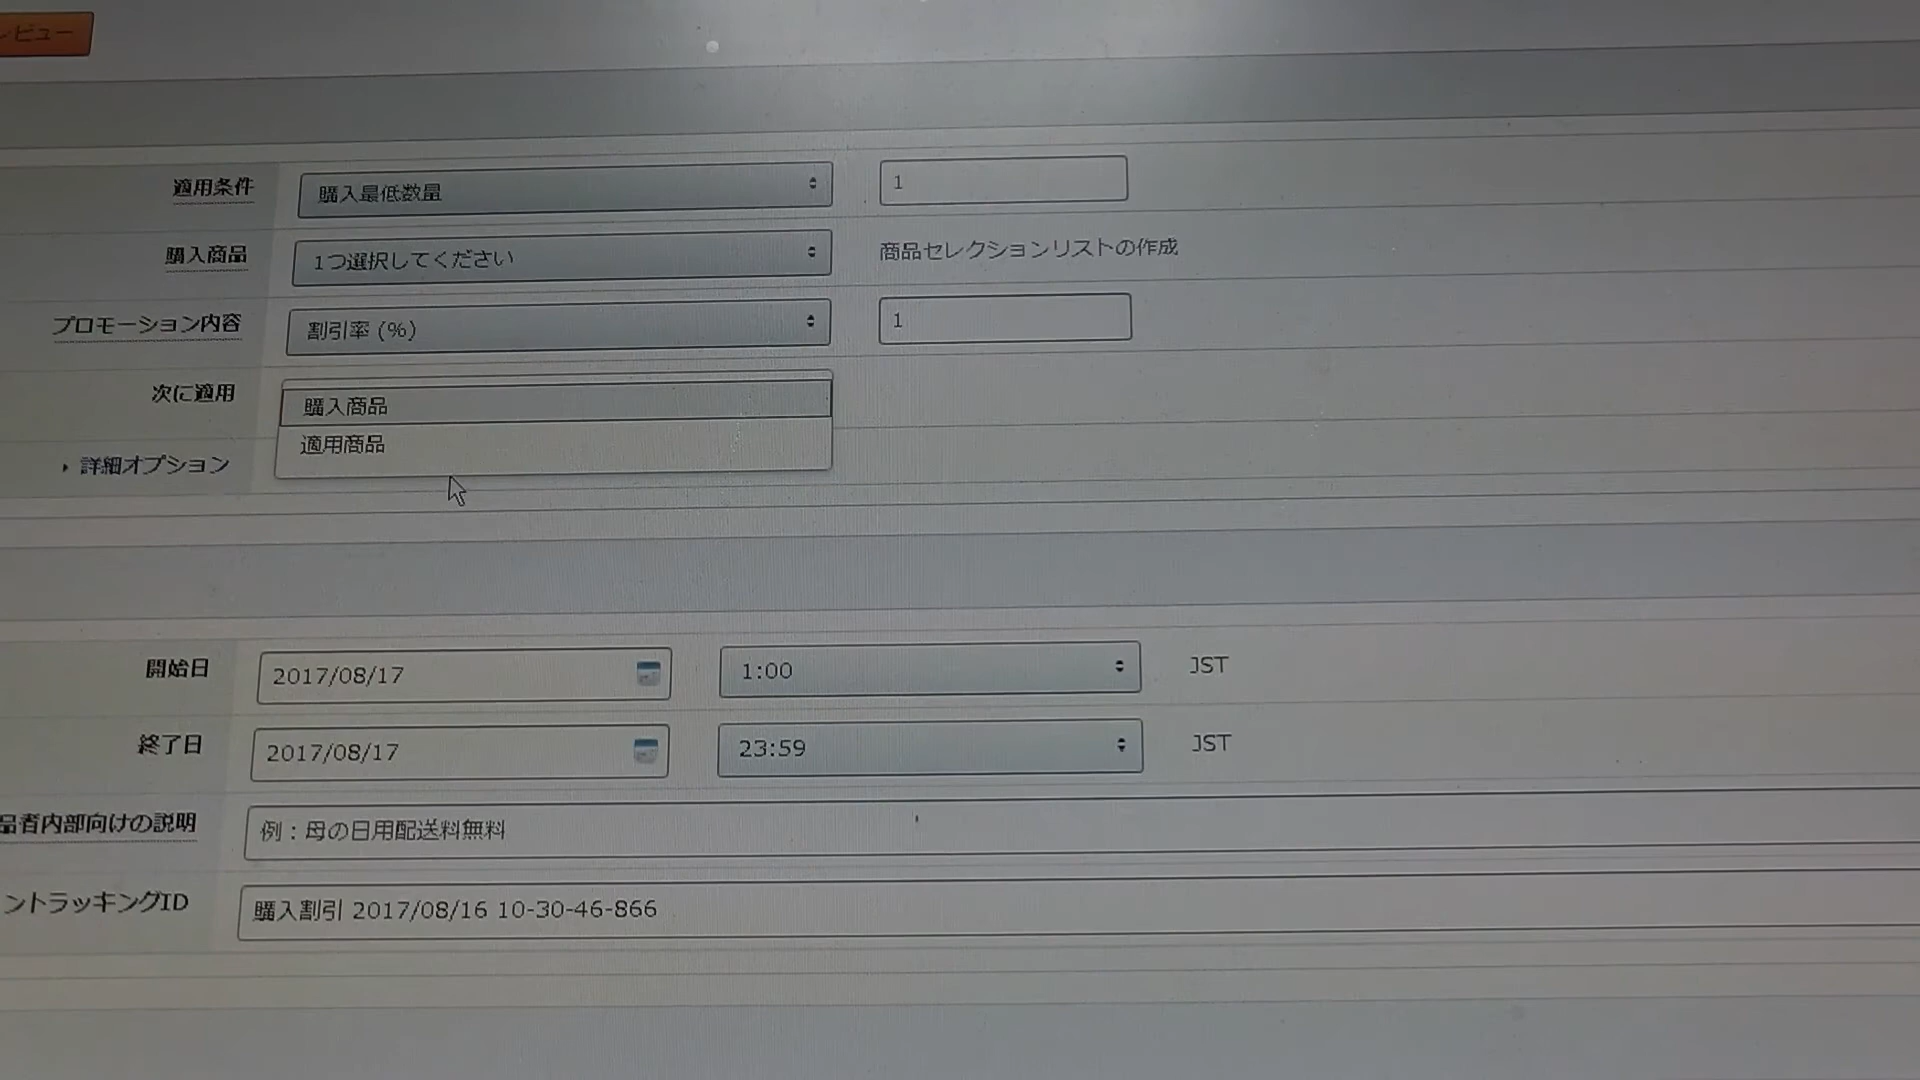 レビュー
適用条件 購入最低数量 1
購入商品 1つ選択してください 商品セレクションリストの作成
プロモーション内容 割引率 (%) 1
次に適用 購入商品
適用商品
詳細オプション
開始日 2017/08/17 1:00 JST
終了日 2017/08/17 23:59 JST
品者内部向けの説明 例：母の日用配送料無料
ントラッキングID 購入割引 2017/08/16 10-30-46-866